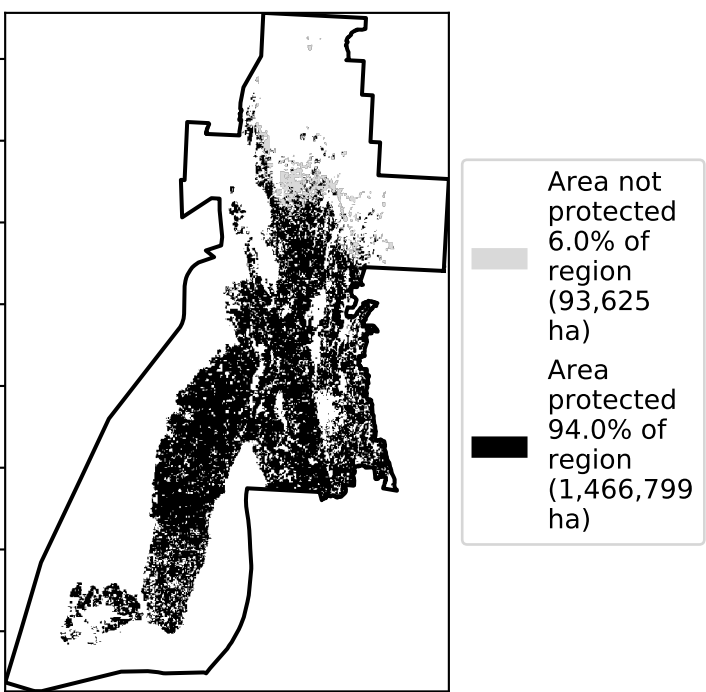 Area not
protected
6.0% of
region
(93,625
ha)
Area
protected
94.0% of
region
(1,466,799
ha)